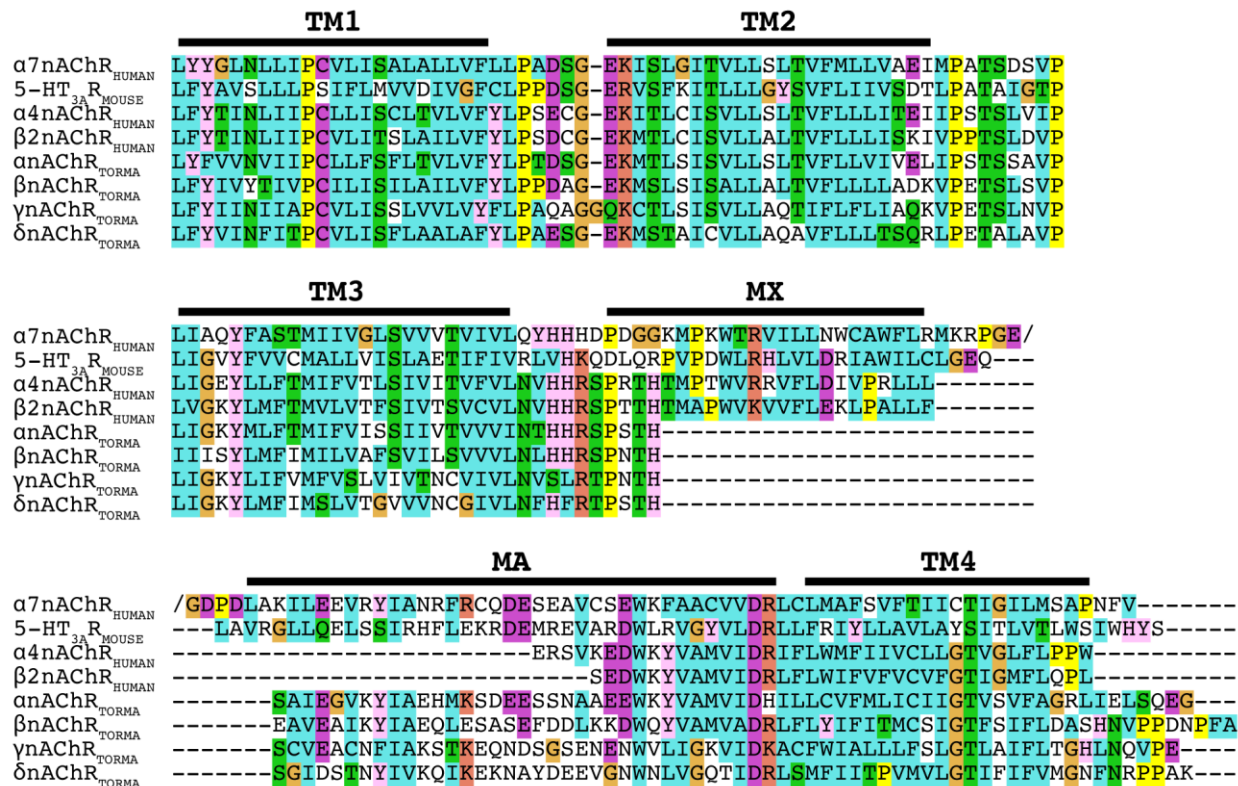 TM1 TM2
α7nAChR HUMAN LYYGLNLLIPCVLISALALLVFLLPADSG-EKISLGITVLLSLTVFMLLVAEIMPATSDSVP
5-HT3AR MOUSE LFYAVSLLLPSIFLMVVDIVGFCLPPDSG-ERVSFKITLLLGYSVFLIIVSDTLPATAIGTP
α4nAChR HUMAN LFYTINLIIPCLLISCLTVLVFYLPSECG-EKITLCISVLLSLTVFLLLITEIIPSTSLVIP
β2nAChR HUMAN LFYTINLIIPCVLITSLAILVFYLPSDCG-EKMTLCISVLLALTVFLLLISKIVPPTSLDVP
αnAChR TORMA LYFVVNVIIPCLLFSFLTVLVFYLPTDSG-EKMTLSISVLLSLTVFLLVIVELIPSTSSAVP
βnAChR TORMA LFYIVYTIVPCILISILAILVFYLPPDAG-EKMSLSISALLALTVFLLLLADKVPETSLSVP
γnAChR TORMA LFYIINIIAPCVLISSLVVLVYFLPAQAGGQKCTLSISVLLAQTIFLFLIAQKVPETSLNVP
δnAChR TORMA LFYVINFITPCVLISFLAALAFYLPAESG-EKMSTAICVLLAQAVFLLLTSQRLPETALAVP
TM3 MX
α7nAChR HUMAN LIAQYFASTMIIVGLSVVVTVIVLQYHHHDPDGGKMPKWTRVILLNWCAWFLRMKRPGE/
5-HT3AR MOUSE LIGVYFVVCMALLVISLAETIFIVRLVHKQDLQRPVPDWLRHLVLDRIAWILCLGEQ---
α4nAChR HUMAN LIGEYLLFTMIFVTLSIVITVFVLNVHHRSPRTHTMPTWVRRVFLDIVPRLLL-------
β2nAChR HUMAN LVGKYLMFTMVLVTFSIVTSVCVLNVHHRSPTTHTMAPWVKVVFLEKLPALLF-------
αnAChR TORMA LIGKYMLFTMIFVISSIIVTVVVINTHHRSPSTH--------------------------
βnAChR TORMA IIISYLMFIMILVAFSVILSVVVLNLHHRSPNTH--------------------------
γnAChR TORMA LIGKYLIFVMFVSLVIVTNCVIVLNVSLRTPNTH--------------------------
δnAChR TORMA LIGKYLMFIMSLVTGVVVNCGIVLNFHFRTPSTH--------------------------
MA TM4
α7nAChR HUMAN /GDPDLAKILEEVRYIANRFRCQDESEAVCSEWKFAACVVDRLCLMAFSVFTIICTIGILMSAPNFV-------
5-HT3AR MOUSE ---LAVRGLLQELSSIRHFLEKRDEMREVARDWLRVGYVLDRLLFRIYLLAVLAYSITLVTLWSIWHYS-----
α4nAChR HUMAN -------------------------ERSVKEDWKYVAMVIDRIFLWMFIIVCLLGTVGLFLPPW----------
β2nAChR HUMAN -----------------------------SEDWKYVAMVIDRLFLWIFVFVCVFGTIGMFLQPL----------
αnAChR TORMA -------SAIEGVKYIAEHMKSDEESSNAAEEWKYVAMVIDHILLCVFMLICIIGTVSVFAGRLIELSQEG---
βnAChR TORMA -------EAVEAIKYIAEQLESASEFDDLKKDWQYVAMVADRLFLYIFITMCSIGTFSIFLDASHNVPPDNPFA
γnAChR TORMA -------SCVEACNFIAKSTKEQNDSGSENENWVLIGKVIDKACFWIALLLFSLGTLAIFLTGHLNQVPE----
δnAChR TORMA -------SGIDSTNYIVKQIKEKNAYDEEVGNWNLVGQTIDRLSMFIITPVMVLGTIFIFVMGNFNRPPAK---